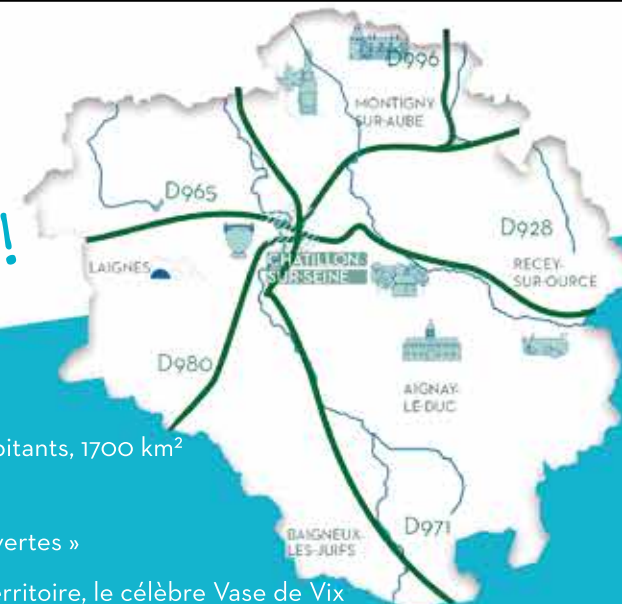 D996
MONTIGNY
SUR-AUBE
D965
!
D928
LAIGNES
CHATILLON-
SUR-SEINE
RECEY-
SUR-OURCE
D980
AIGNAY-
LE-DUC
bitants, 1700 km²
D971
BAIGNEUX-
LES-JUIFS
vertes »
erritoire, le célèbre Vase de Vix